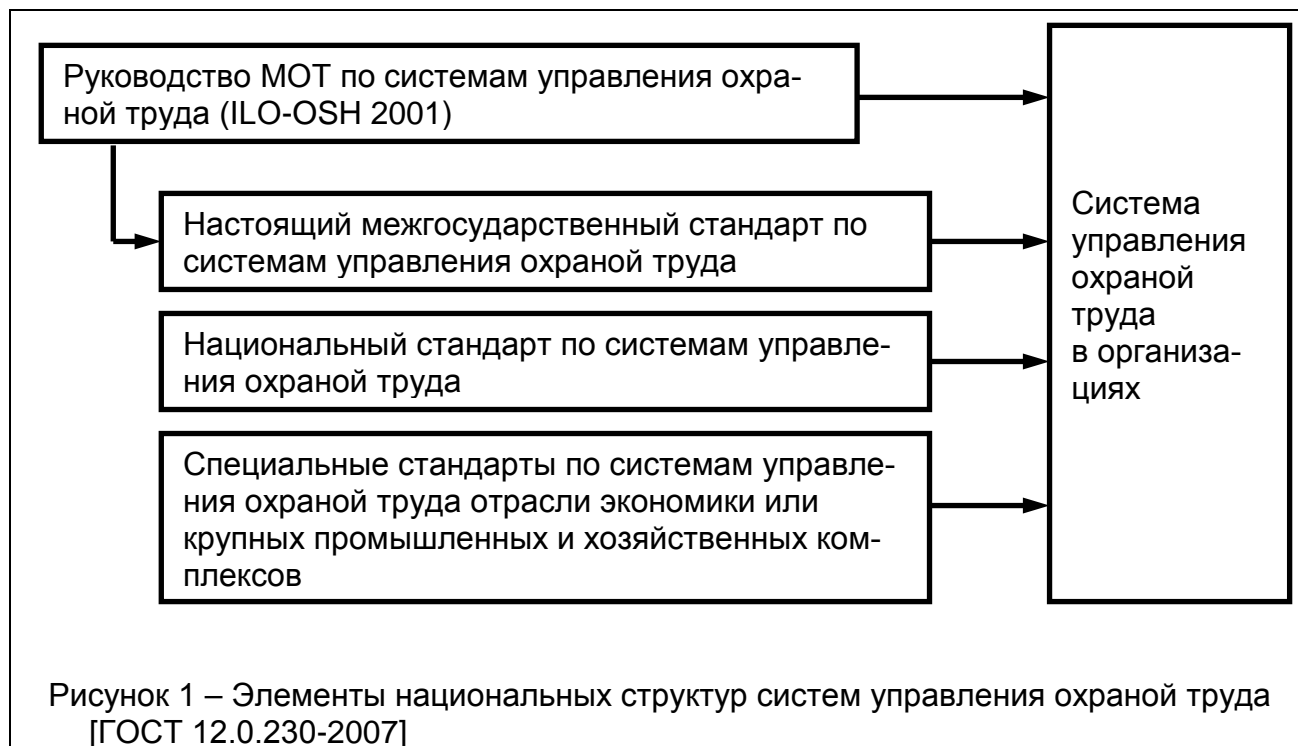 Руководство МОТ по системам управления охра-
ной труда (ILO-OSH 2001)
Настоящий межгосударственный стандарт по
системам управления охраной труда
Национальный стандарт по системам управле-
ния охраной труда
Специальные стандарты по системам управле-
ния охраной труда отрасли экономики или
крупных промышленных и хозяйственных ком-
плексов
Система
управления
охраной
труда
в организа-
циях
Рисунок 1 – Элементы национальных структур систем управления охраной труда
[ГОСТ 12.0.230-2007]